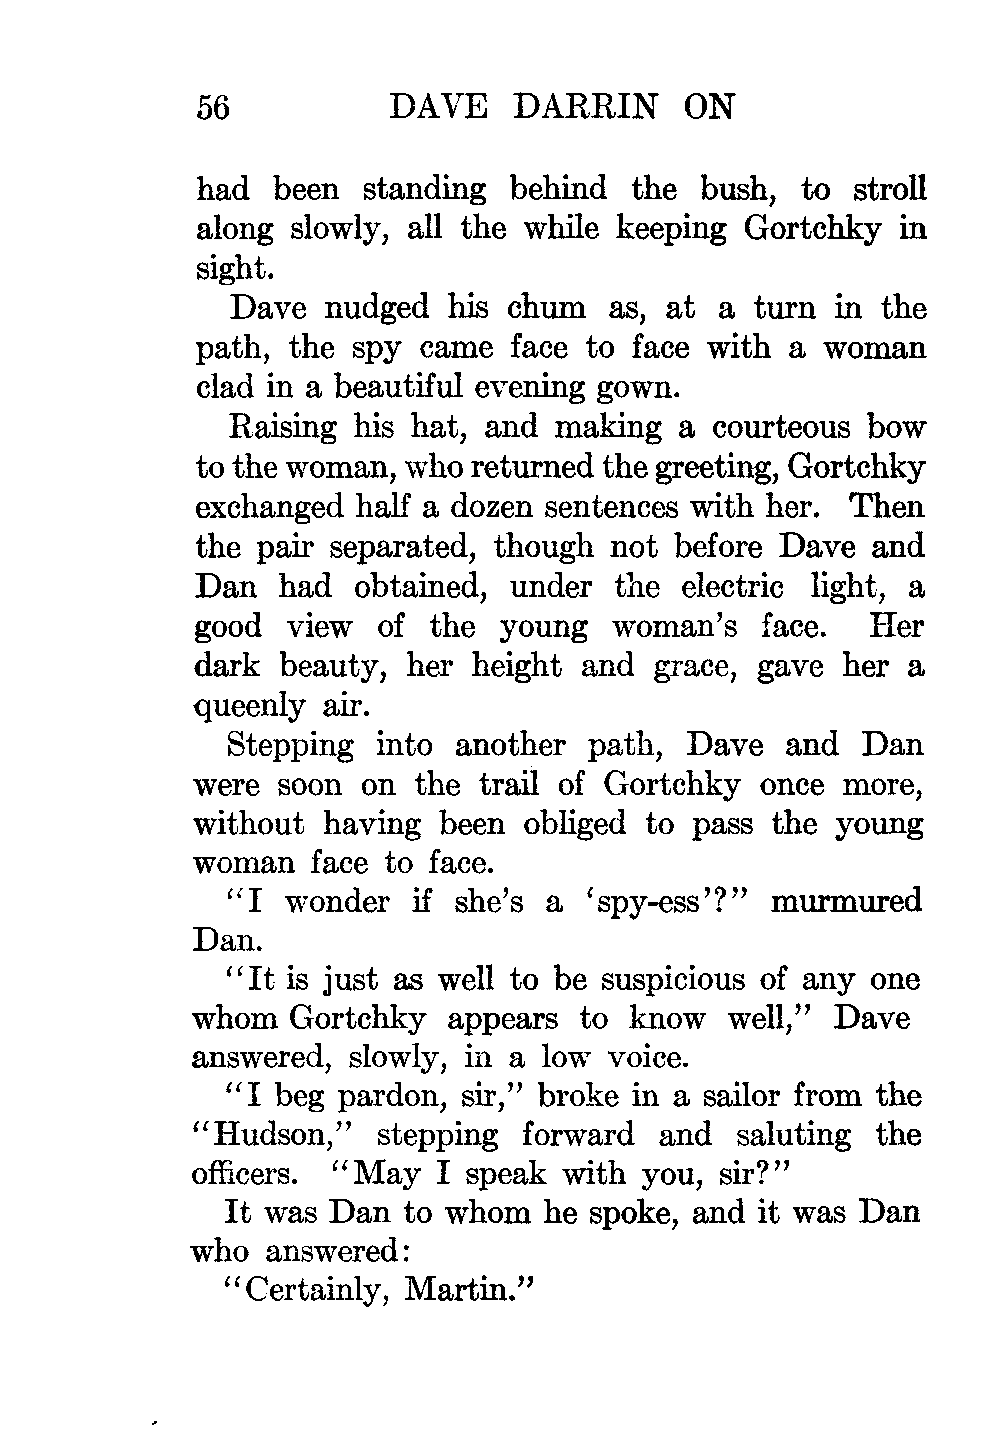 56 DAVE DARRIN ON
had been standing behind the bush, to stroll
along slowly, all the while keeping Gortchky in
sight.
Dave nudged his chum as, at a turn in the
path, the spy came face to face with a woman
clad in a beautiful evening gown.
Raising his hat, and making a courteous bow
to the woman, who returned the greeting, Gortchky
exchanged half a dozen sentences with her. Then
the pair separated, though not before Dave and
Dan had obtained, under the electric light, a
good view of the young woman's face. Her
dark beauty, her height and grace, gave her a
queenly air.
Stepping into another path, Dave and Dan
were soon on the trail of Gortchky once more,
without having been obliged to pass the young
woman face to face.
"I wonder if she's a 'spy-ess'?" murmured
Dan.
"It is just as well to be suspicious of any one
whom Gortchky appears to know well," Dave
answered, slowly, in a low voice.
"I beg pardon, sir," broke in a sailor from the
"Hudson," stepping forward and saluting the
officers. "May I speak with you, sir?"
It was Dan to whom he spoke, and it was Dan
who answered:
"Certainly, Martin."